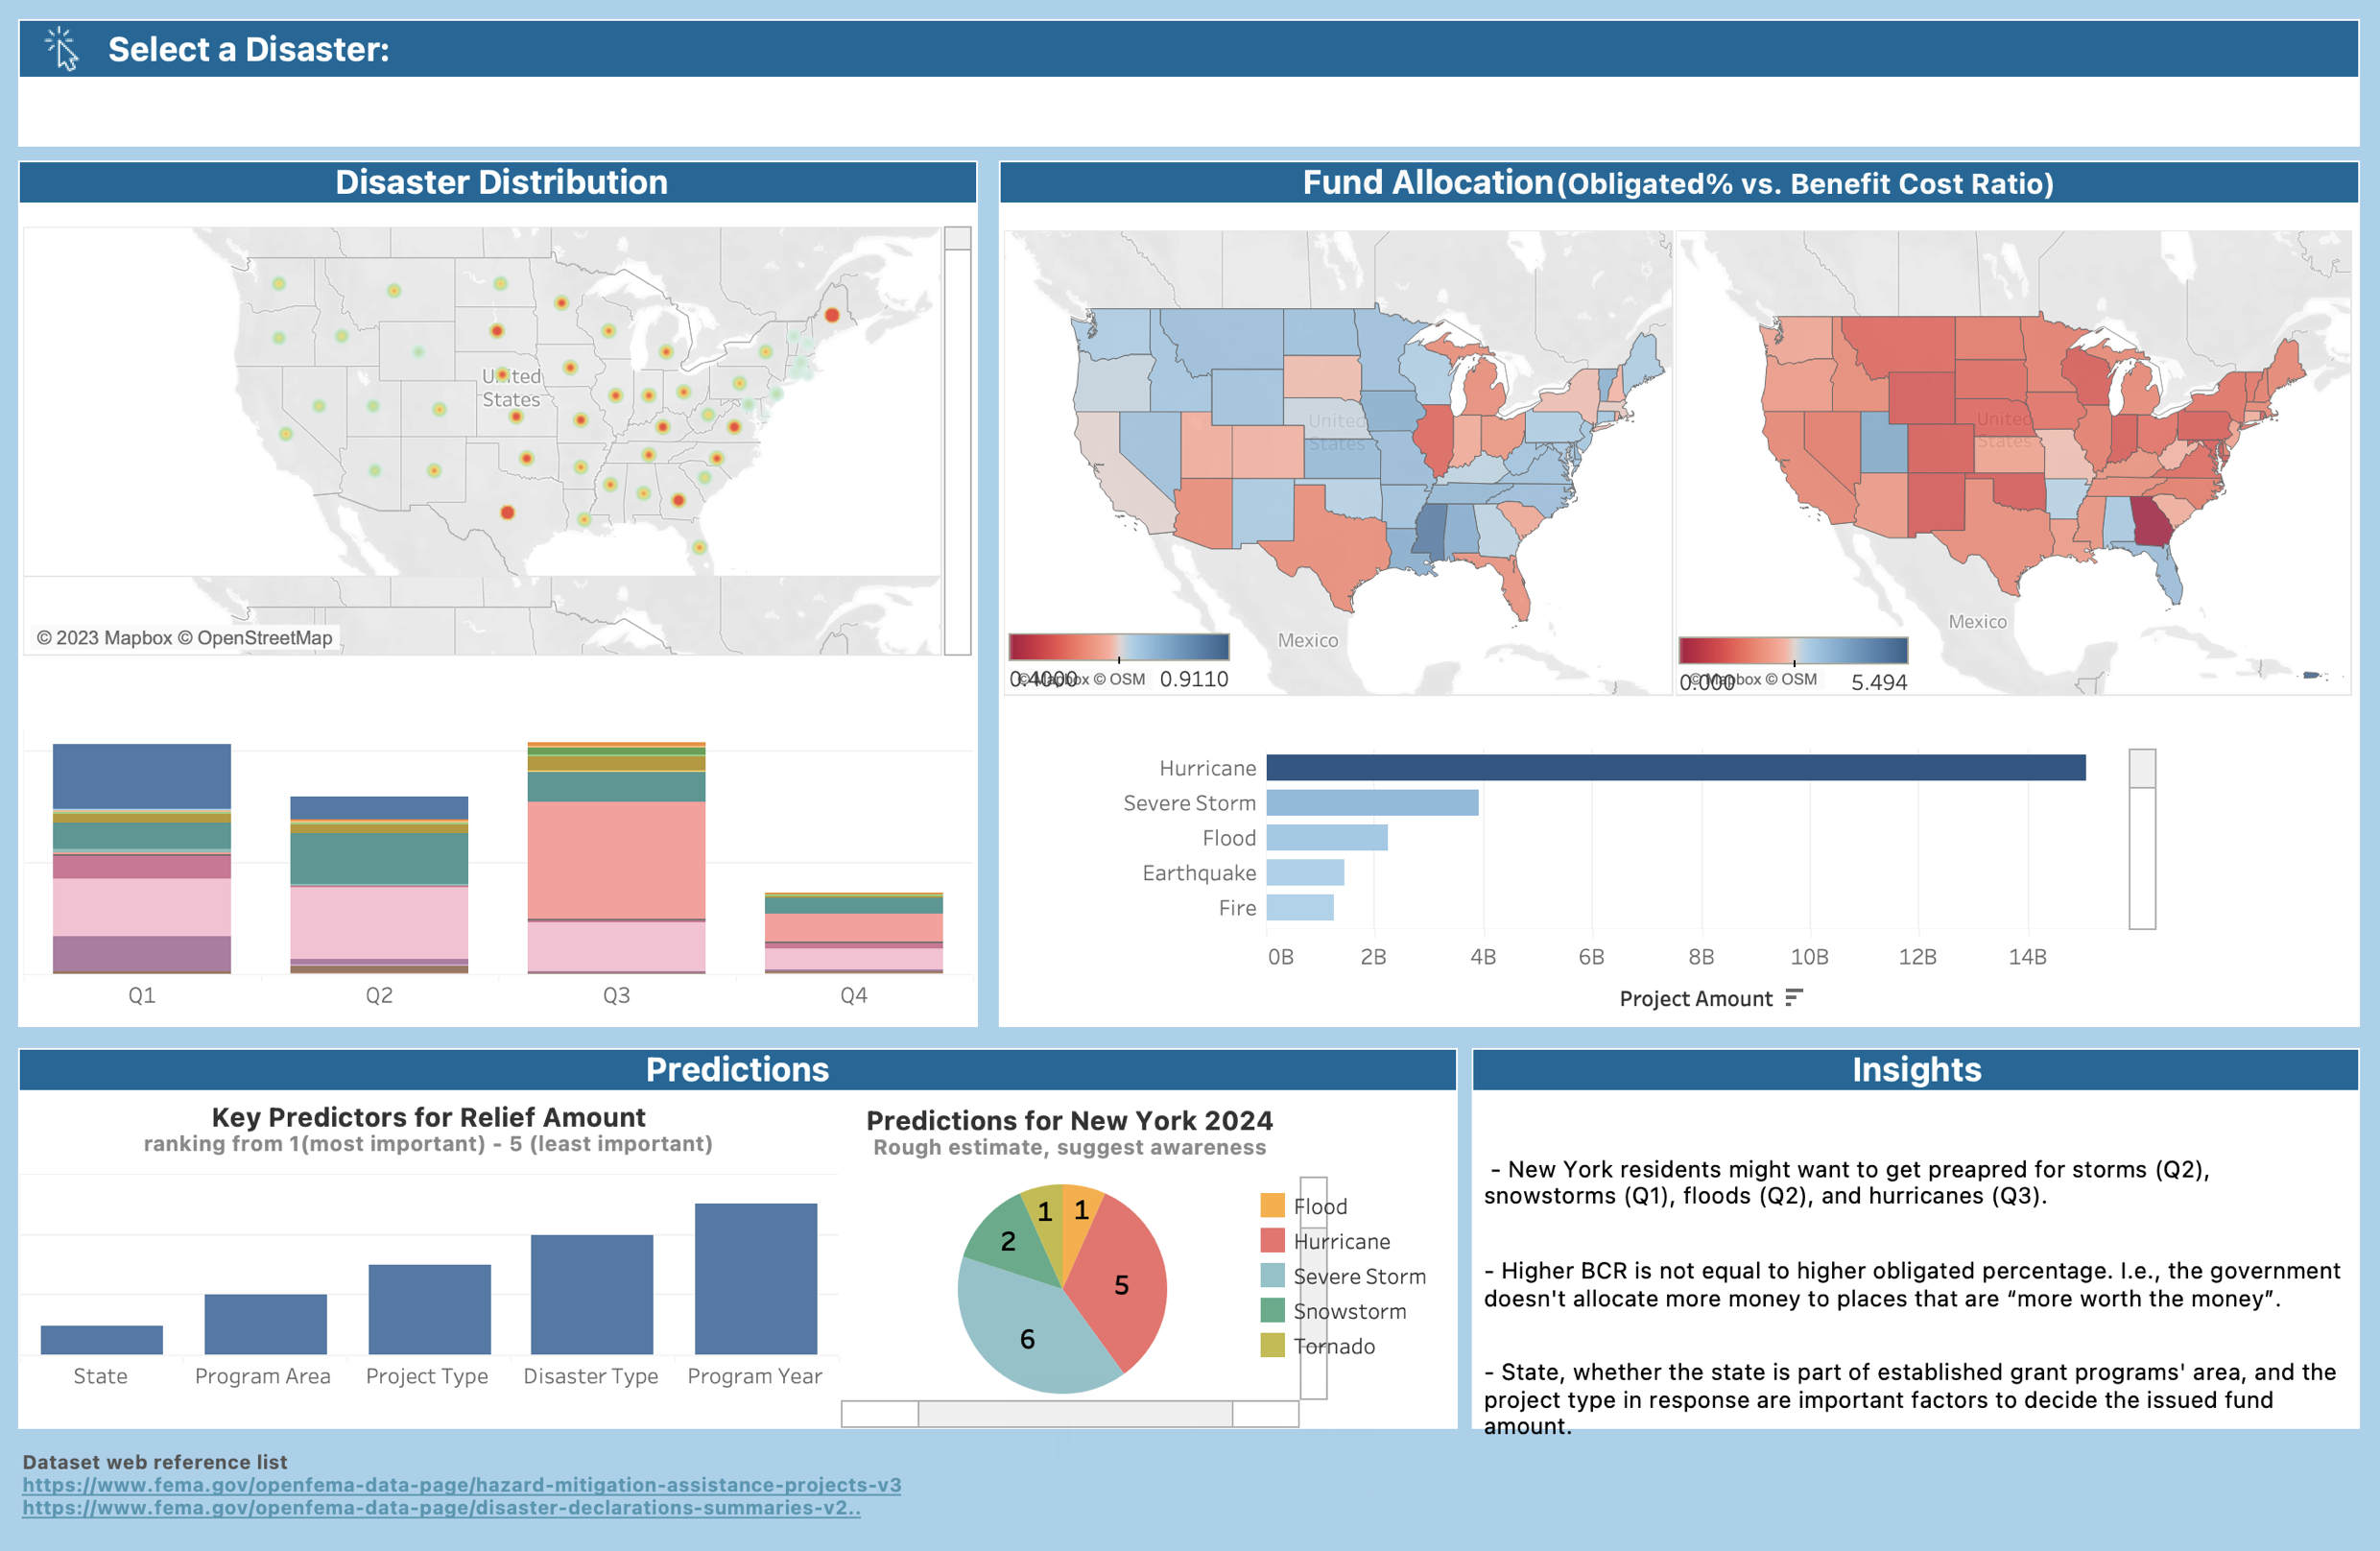 Select a Disaster:
Disaster Distribution
United
States
© 2023 Mapbox © OpenStreetMap
Q1
Q2
Q3
Q4
Fund Allocation (Obligated% vs. Benefit Cost Ratio)
United
States
Mexico
0.4000
© Mapbox © OSM
0.9110
United
States
Mexico
0.000
© Mapbox © OSM
5.494
Hurricane
Severe Storm
Flood
Earthquake
Fire
0B
2B
4B
6B
8B
10B
12B
14B
Project Amount
Predictions
Key Predictors for Relief Amount
ranking from 1(most important) - 5 (least important)
State
Program Area
Project Type
Disaster Type
Program Year
Predictions for New York 2024
Rough estimate, suggest awareness
1
1
2
5
6
Flood
Hurricane
Severe Storm
Snowstorm
Tornado
Insights
- New York residents might want to get preapred for storms (Q2),
snowstorms (Q1), floods (Q2), and hurricanes (Q3).
- Higher BCR is not equal to higher obligated percentage. I.e., the government
doesn't allocate more money to places that are “more worth the money”.
- State, whether the state is part of established grant programs' area, and the
project type in response are important factors to decide the issued fund
amount.
Dataset web reference list
https://www.fema.gov/openfema-data-page/hazard-mitigation-assistance-projects-v3
https://www.fema.gov/openfema-data-page/disaster-declarations-summaries-v2..